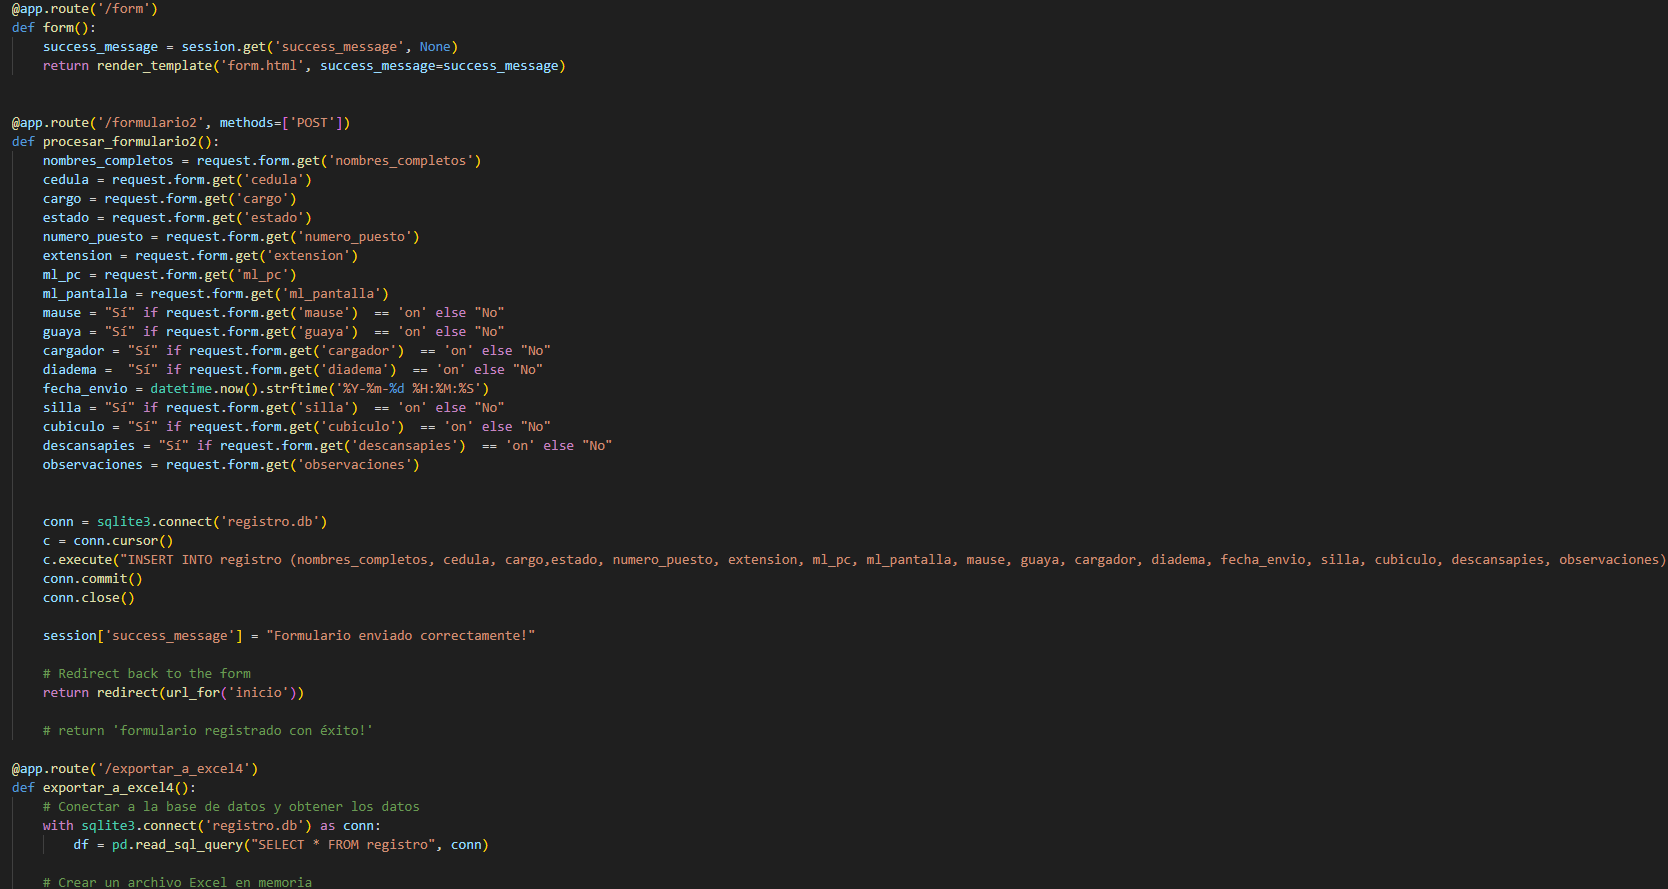 @app.route('/form')
def form():
    success_message = session.get('success_message', None)
    return render_template('form.html', success_message=success_message)
@app.route('/formulario2', methods=['POST'])
def procesar_formulario2():
    nombres_completos = request.form.get('nombres_completos')
    cedula = request.form.get('cedula')
    cargo = request.form.get('cargo')
    estado = request.form.get('estado')
    numero_puesto = request.form.get('numero_puesto')
    extension = request.form.get('extension')
    ml_pc = request.form.get('ml_pc')
    ml_pantalla = request.form.get('ml_pantalla')
    mause = "Sí" if request.form.get('mause')  == 'on' else "No"
    guaya = "Sí" if request.form.get('guaya')  == 'on' else "No"
    cargador = "Sí" if request.form.get('cargador')  == 'on' else "No"
    diadema =  "Sí" if request.form.get('diadema')  == 'on' else "No"
    fecha_envio = datetime.now().strftime('%Y-%m-%d %H:%M:%S')
    silla = "Sí" if request.form.get('silla')  == 'on' else "No"
    cubiculo = "Sí" if request.form.get('cubiculo')  == 'on' else "No"
    descansapies = "Sí" if request.form.get('descansapies')  == 'on' else "No"
    observaciones = request.form.get('observaciones')
    conn = sqlite3.connect('registro.db')
    c = conn.cursor()
    c.execute("INSERT INTO registro (nombres_completos, cedula, cargo,estado, numero_puesto, extension, ml_pc, ml_pantalla, mause, guaya, cargador, diadema, fecha_envio, silla, cubiculo, descansapies, observaciones)
    conn.commit()
    conn.close()
    session['success_message'] = "Formulario enviado correctamente!"
    # Redirect back to the form
    return redirect(url_for('inicio'))
    # return 'formulario registrado con éxito!'
@app.route('/exportar_a_excel4')
def exportar_a_excel4():
    # Conectar a la base de datos y obtener los datos
    with sqlite3.connect('registro.db') as conn:
        df = pd.read_sql_query("SELECT * FROM registro", conn)
    # Crear un archivo Excel en memoria